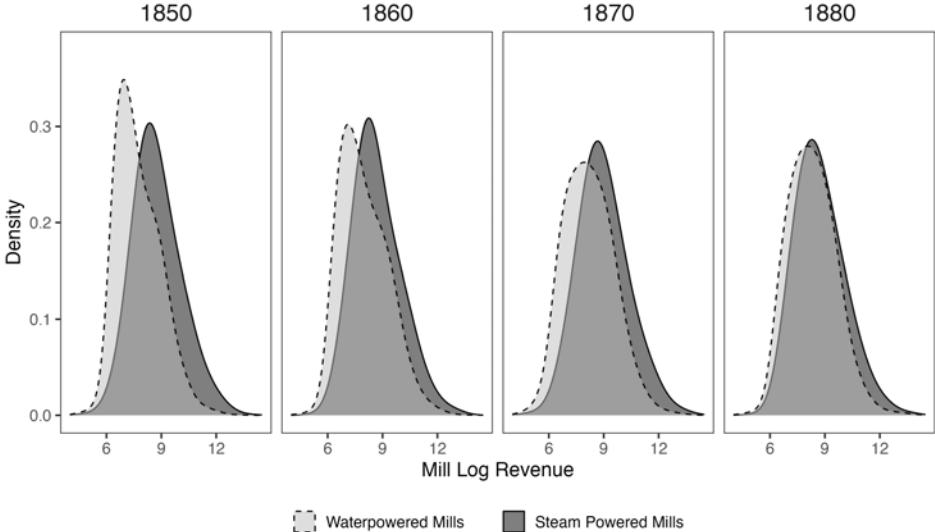 1850 1860 1870 1880
Density
0.3
0.2
0.1
0.0
6 9 12 6 9 12 6 9 12 6 9 12
Mill Log Revenue
Waterpowered Mills Steam Powered Mills